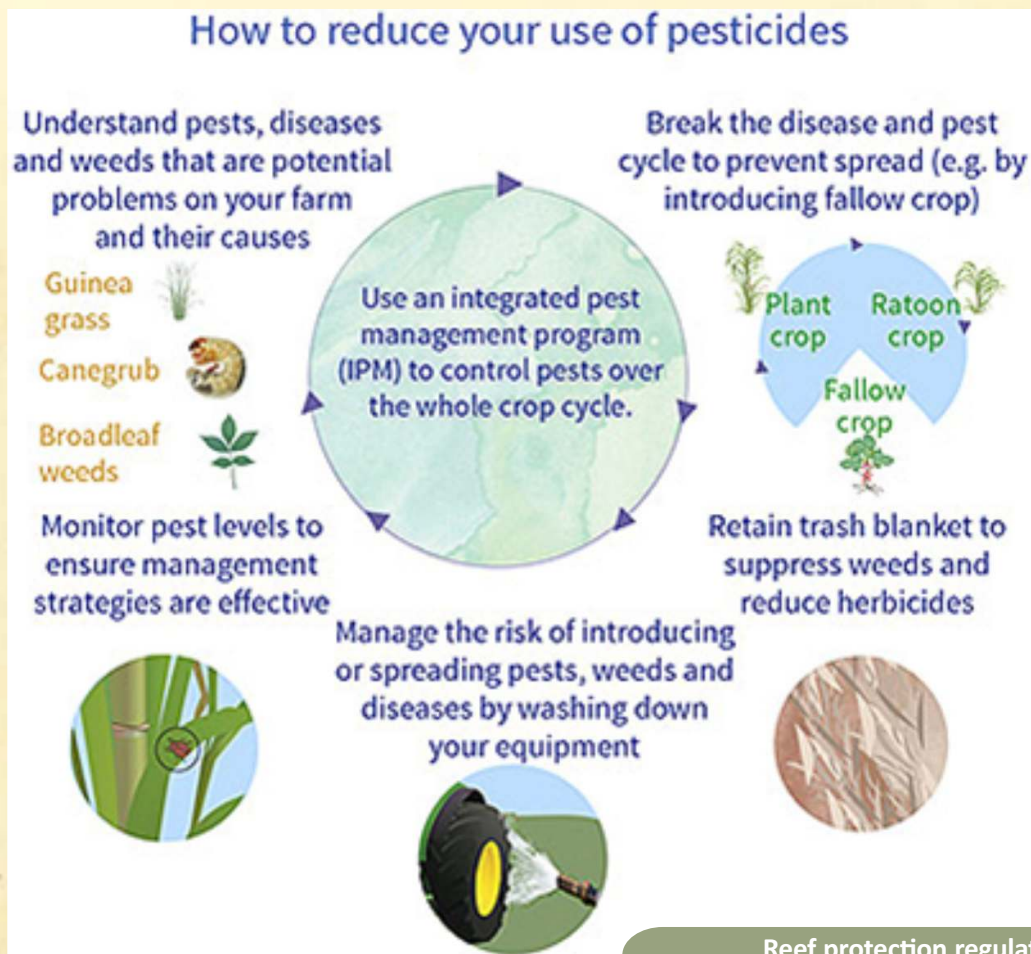 How to reduce your use of pesticides
Understand pests, diseases
and weeds that are potential
problems on your farm
and their causes
Guinea
grass
Canegrub
Broadleaf
weeds
Use an integrated pest
management program
(IPM) to control pests over
the whole crop cycle.
Break the disease and pest
cycle to prevent spread (e.g. by
introducing fallow crop)
Plant
crop
Ratoon
crop
Fallow
crop
Monitor pest levels to
ensure management
strategies are effective
Manage the risk of introducing
or spreading pests, weeds and
diseases by washing down
your equipment
Retain trash blanket to
suppress weeds and
reduce herbicides
Reef protection